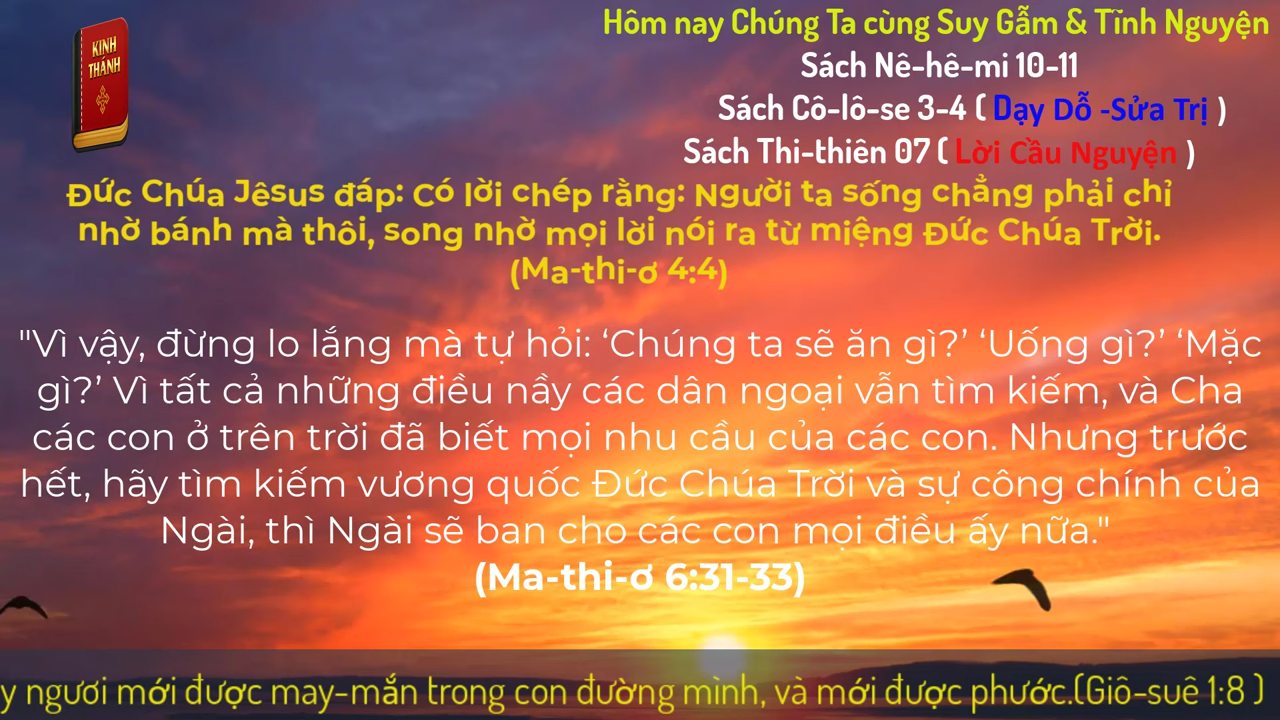 KINH
THÁNH
Hôm nay Chúng Ta cùng Suy Gẫm & Tĩnh Nguyện
Sách Nê-hê-mi 10-11
Sách Cô-lô-se 3-4 ( Dạy Dỗ -Sửa Trị )
Sách Thi-thiên 07 ( Lời Cầu Nguyện )
Đức Chúa Jêsus đáp: Có lời chép rằng: Người ta sống chẳng phải chỉ
nhờ bánh mà thôi, song nhờ mọi lời nói ra từ miệng Đức Chúa Trời.
(Ma-thi-ơ 4:4)
"Vì vậy, đừng lo lắng mà tự hỏi: ‘Chúng ta sẽ ăn gì?’ ‘Uống gì?’ ‘Mặc
gì?’ Vì tất cả những điều nầy các dân ngoại vẫn tìm kiếm, và Cha
các con ở trên trời đã biết mọi nhu cầu của các con. Nhưng trước
hết, hãy tìm kiếm vương quốc Đức Chúa Trời và sự công chính của
Ngài, thì Ngài sẽ ban cho các con mọi điều ấy nữa."
(Ma-thi-ơ 6:31-33)
y ngươi mới được may-mắn trong con đường mình, và mới được phước.(Giô-suê 1:8 )